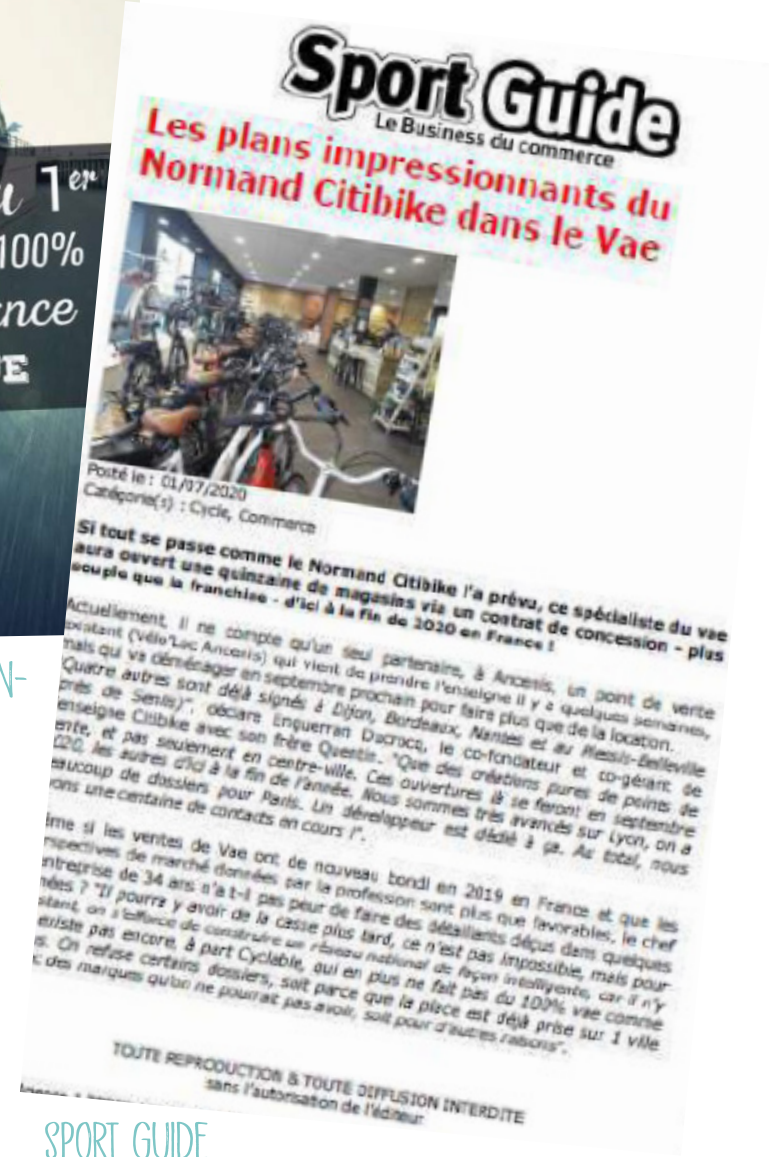 u 1er
100%
nce
E
N-
Sport Guide
Le Business du commerce
Les plans impressionnants du
Normand Citibike dans le Vae
Posté le : 01/07/2020
Catégorie(s) : Cycle, Commerce
Si tout se passe comme le Normand Citibike l'a prévu, ce spécialiste du vae
aura ouvert une quinzaine de magasins via un contrat de concession - plus
souple que la franchise - d'ici à la fin de 2020 en France !
Actuellement, il ne compte qu'un seul partenaire, à Ancenis, un point de vente
existant (Vélo'Loc Ancenis) qui vient de prendre l'enseigne il y a quelques semaines,
mais qui va déménager en septembre prochain pour faire plus que de la location.
"Quatre autres sont déjà signés à Dijon, Bordeaux, Nantes et au Plessis-Belleville
près de Senlis)", déclare Enguerran Ducrocq, le co-fondateur et co-gérant de
enseigne Citibike avec son frère Quentin. "Que des créations pures de points de
ente, et pas seulement en centre-ville. Ces ouvertures là se feront en septembre
020, les autres d'ici à la fin de l'année. Nous sommes très avancés sur Lyon, on a
eaucoup de dossiers pour Paris. Un développeur est dédié à ça. Au total, nous
ons une centaine de contacts en cours !".
ême si les ventes de Vae ont de nouveau bondi en 2019 en France et que les
rspectives de marché données par la profession sont plus que favorables, le chef
entreprise de 34 ans n'a t-il pas peur de faire des détaillants déçus dans quelques
nées ? "Il pourra y avoir de la casse plus tard, ce n'est pas impossible, mais pour
stant, on s'efforce de construire un réseau national de façon intelligente, car il n'y
existe pas encore, à part Cyclable, qui en plus ne fait pas du 100% vae comme
s. On refuse certains dossiers, soit parce que la place est déjà prise sur 1 ville
c des marques qu'on ne pourrait pas avoir, soit pour d'autres raisons".
TOUTE REPRODUCTION & TOUTE DIFFUSION INTERDITE
sans l'autorisation de l'éditeur
SPORT GUIDE